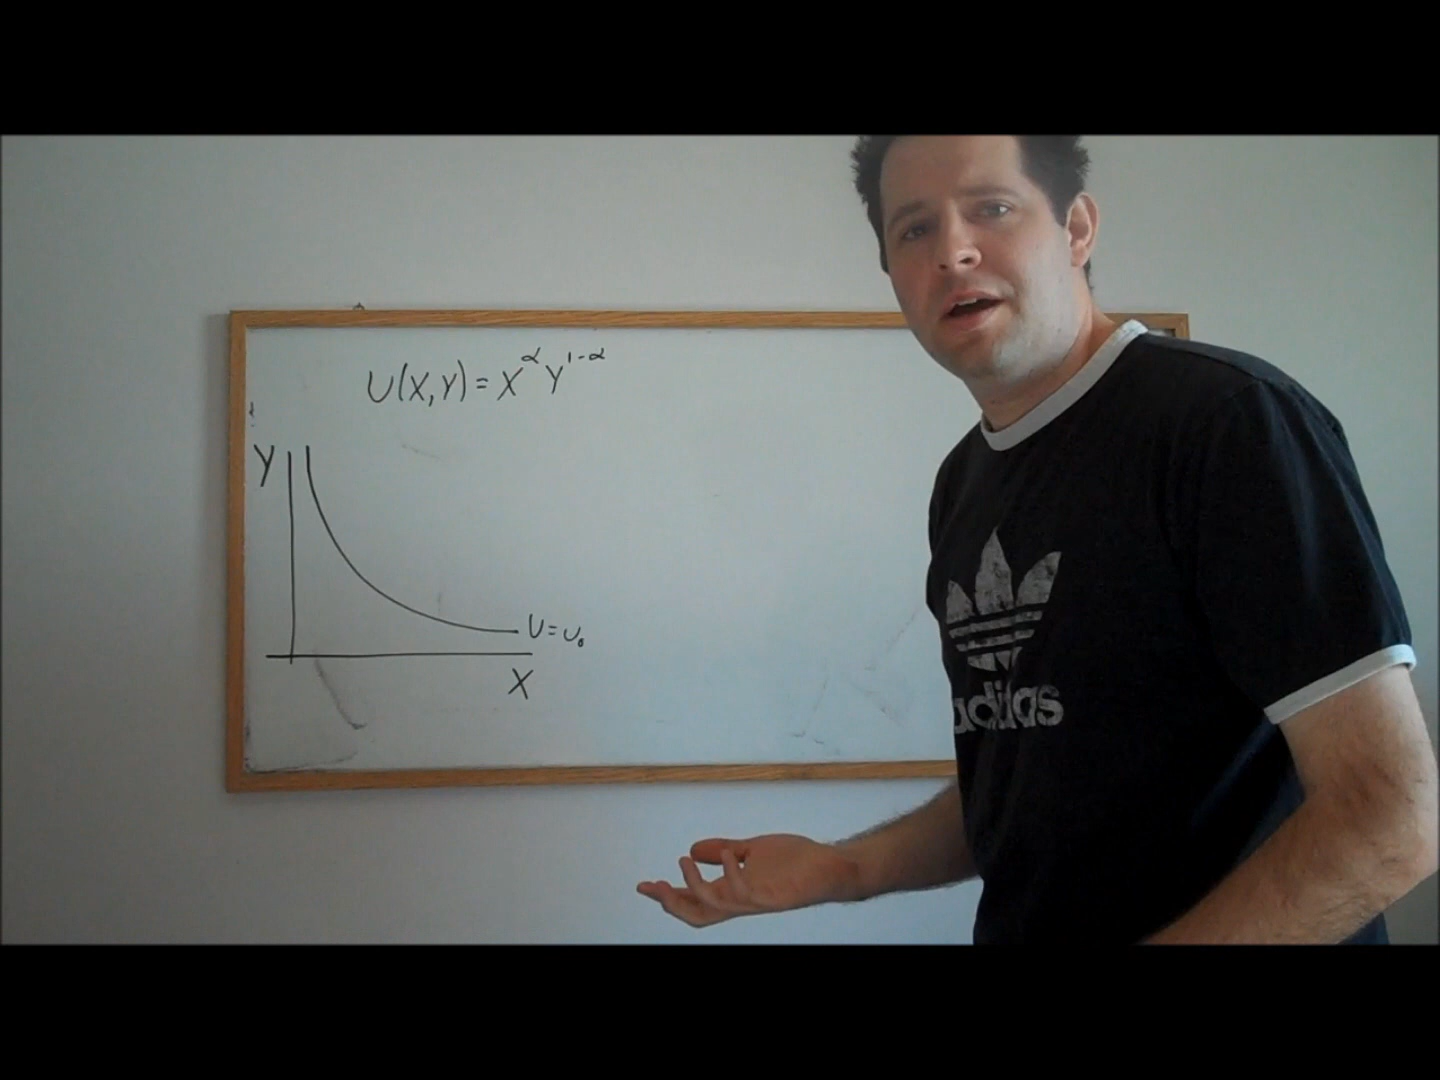 U(X,Y) = X^α Y^(1-α)
Y
U=U₀
X
adidas